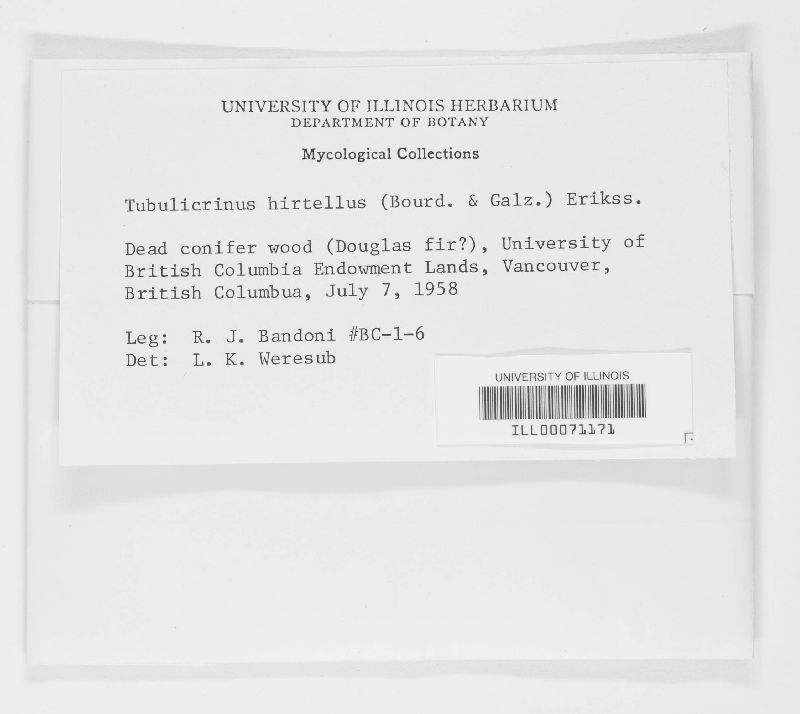 UNIVERSITY OF ILLINOIS HERBARIUM
DEPARTMENT OF BOTANY
Mycological Collections
Tubulicrinus hirtellus (Bourd. & Galz.) Erikss.
Dead conifer wood (Douglas fir?), University of
British Columbia Endowment Lands, Vancouver,
British Columbua, July 7, 1958
Leg: R. J. Bandoni #BC-1-6
Det: L. K. Weresub
UNIVERSITY OF ILLINOIS
ILL00071171